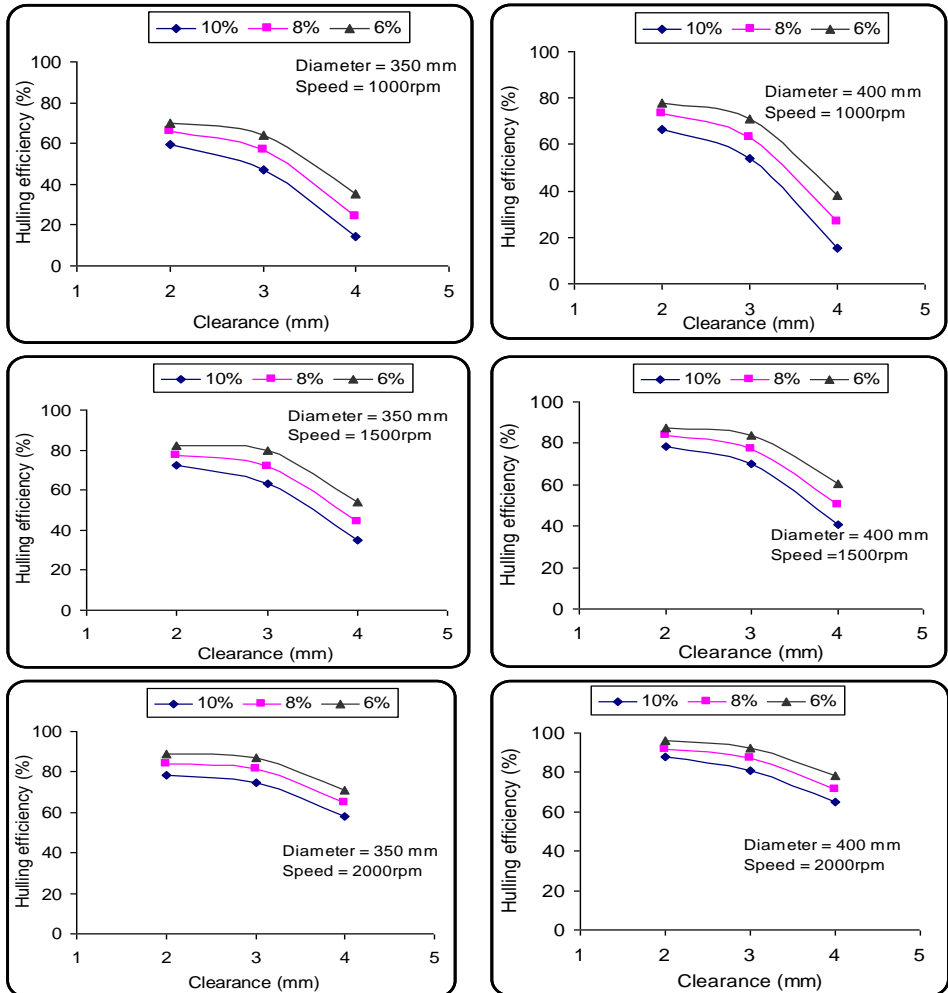 10% 8% 6%
Diameter = 350 mm
Speed = 1000rpm
Hulling efficiency (%)
100
80
60
40
20
0
1 2 3 4 5
Clearance (mm)
10% 8% 6%
Diameter = 400 mm
Speed = 1000rpm
Hulling efficiency (%)
100
80
60
40
20
0
1 2 3 4 5
Clearance (mm)
10% 8% 6%
Diameter = 350 mm
Speed = 1500rpm
Hulling efficiency (%)
100
80
60
40
20
0
1 2 3 4 5
Clearance (mm)
10% 8% 6%
Diameter = 400 mm
Speed =1500rpm
Hulling efficiency (%)
100
80
60
40
20
0
1 2 3 4 5
Clearance (mm)
10% 8% 6%
Diameter = 350 mm
Speed = 2000rpm
Hulling efficiency (%)
100
80
60
40
20
0
1 2 3 4 5
Clearance (mm)
10% 8% 6%
Diameter = 400 mm
Speed = 2000rpm
Hulling efficiency (%)
100
80
60
40
20
0
1 2 3 4 5
Clearance (mm)